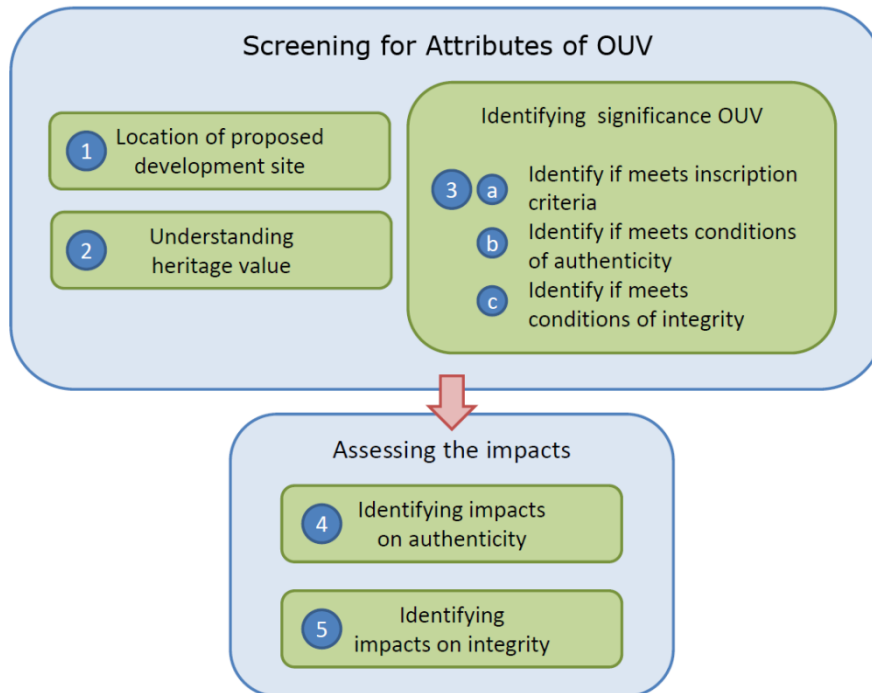 Screening for Attributes of OUV
1
Location of proposed
development site
2
Understanding
heritage value
Identifying significance OUV
3
a
Identify if meets inscription
criteria
b
Identify if meets conditions
of authenticity
c
Identify if meets
conditions of integrity
Assessing the impacts
4
Identifying impacts
on authenticity
5
Identifying
impacts on integrity